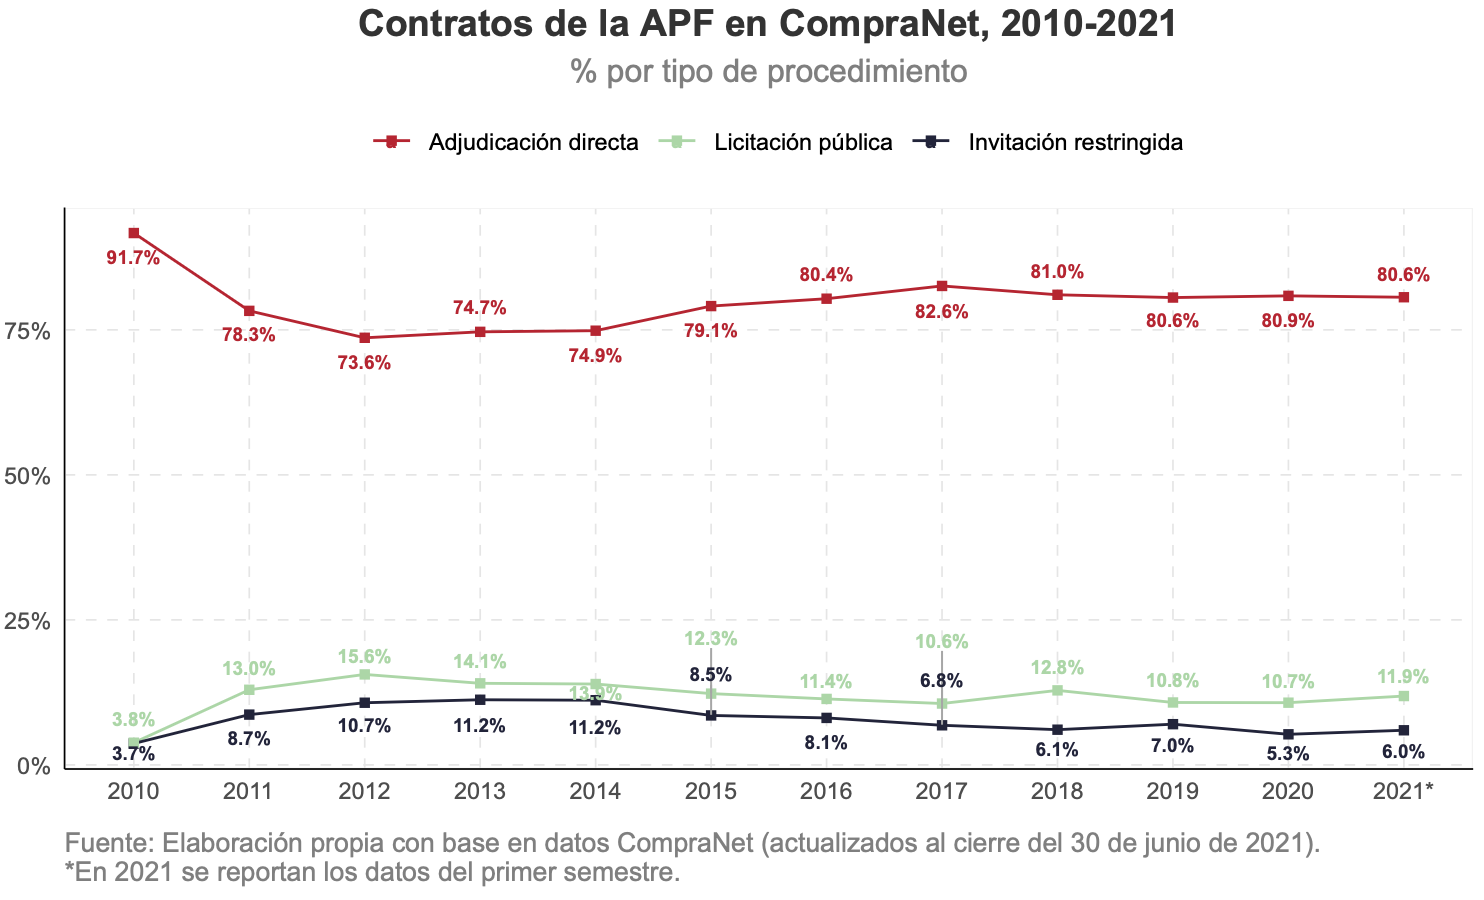 Contratos de la APF en CompraNet, 2010-2021
% por tipo de procedimiento
Adjudicación directa Licitación pública Invitación restringida
91.7% 78.3% 73.6% 74.7% 74.9% 79.1% 80.4% 82.6% 81.0% 80.6% 80.9% 80.6%
75%
50%
25%
3.8% 13.0% 15.6% 14.1% 13.9% 12.3% 11.4% 10.6% 12.8% 10.8% 10.7% 11.9%
3.7% 8.7% 10.7% 11.2% 11.2% 8.5% 8.1% 6.8% 6.1% 7.0% 5.3% 6.0%
0%
2010 2011 2012 2013 2014 2015 2016 2017 2018 2019 2020 2021*
Fuente: Elaboración propia con base en datos CompraNet (actualizados al cierre del 30 de junio de 2021).
*En 2021 se reportan los datos del primer semestre.